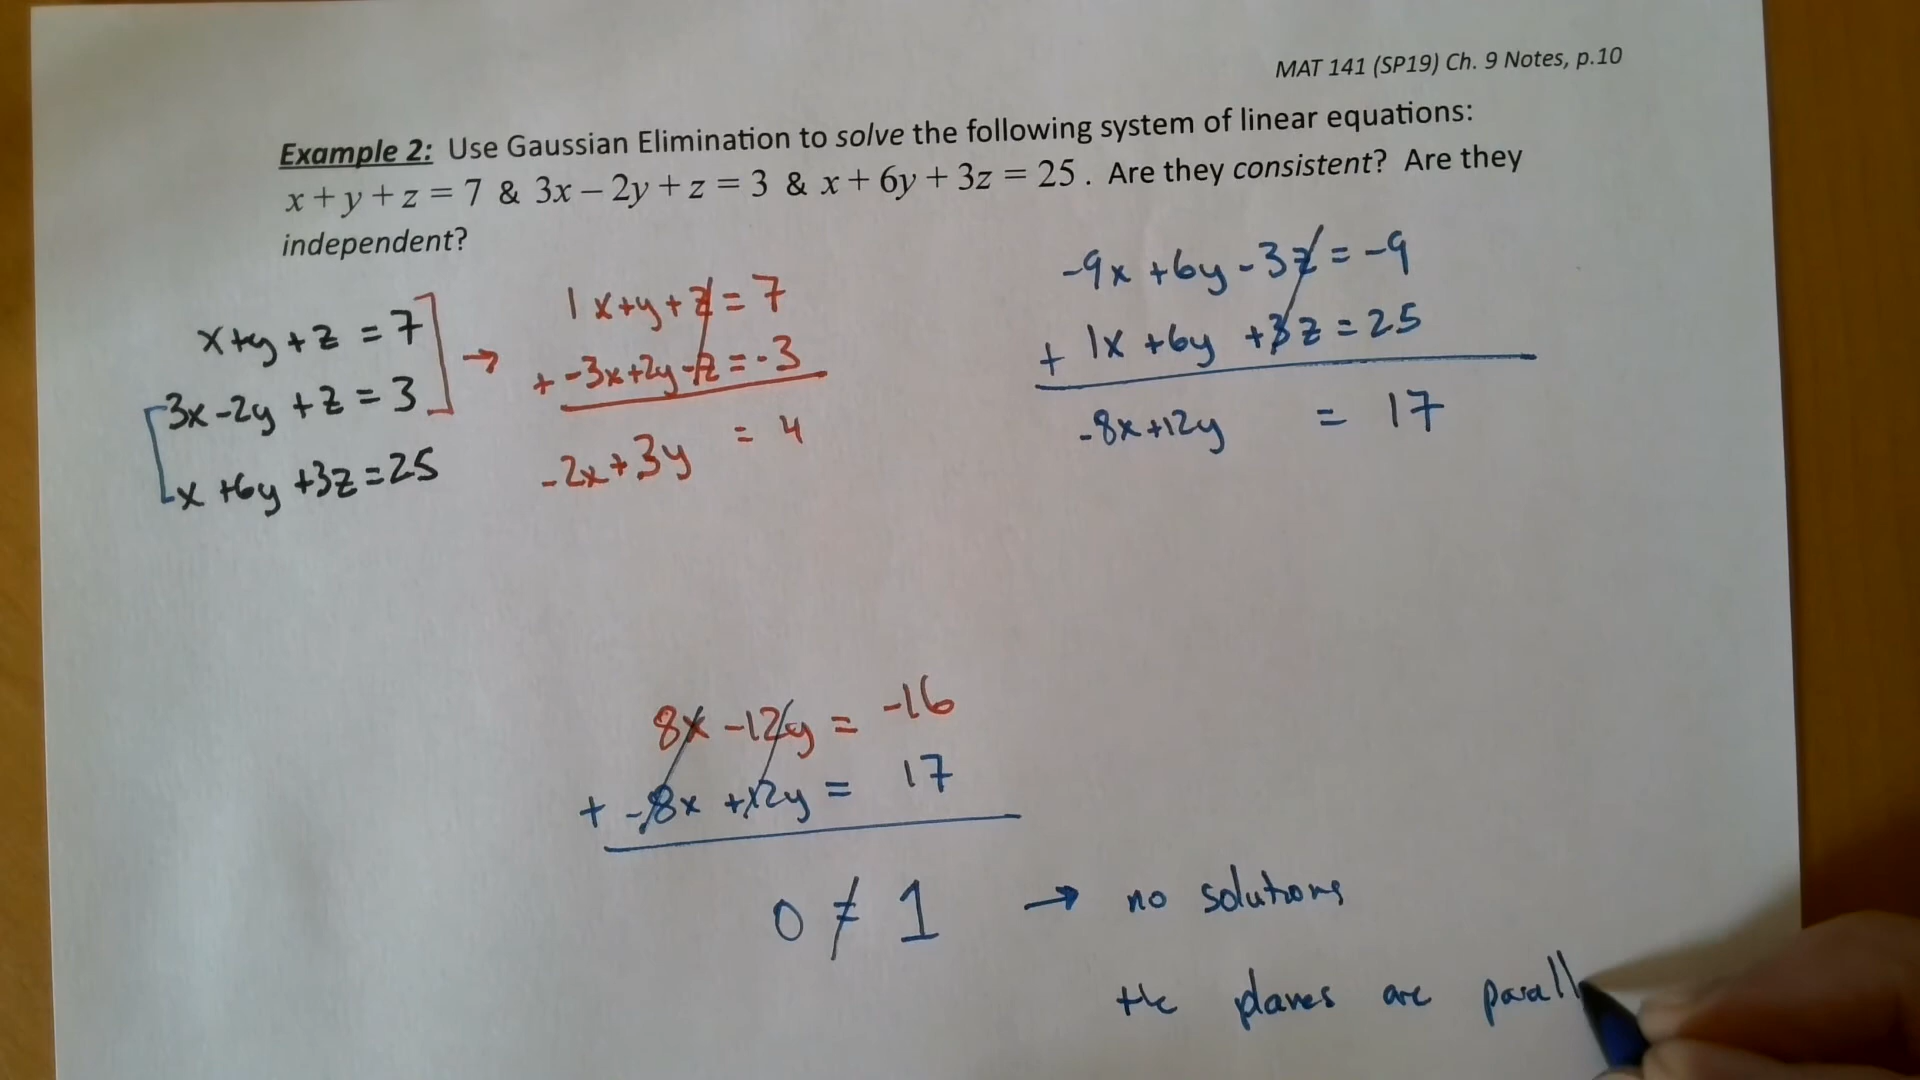 MAT 141 (SP19) Ch. 9 Notes, p.10
Example 2: Use Gaussian Elimination to solve the following system of linear equations:
x + y + z = 7 & 3x − 2y + z = 3 & x + 6y + 3z = 25 . Are they consistent? Are they
independent?
x+y+z = 7
3x-2y+z = 3
x+6y+3z=25
1x+y+z=7
+ -3x+2y-z=-3
-2x+3y = 4
-9x+6y-3z=-9
+ 1x+6y+3z=25
-8x+12y = 17
8x-12y = -16
+ -8x+12y = 17
0 ≠ 1 → no solutions
the planes are parall